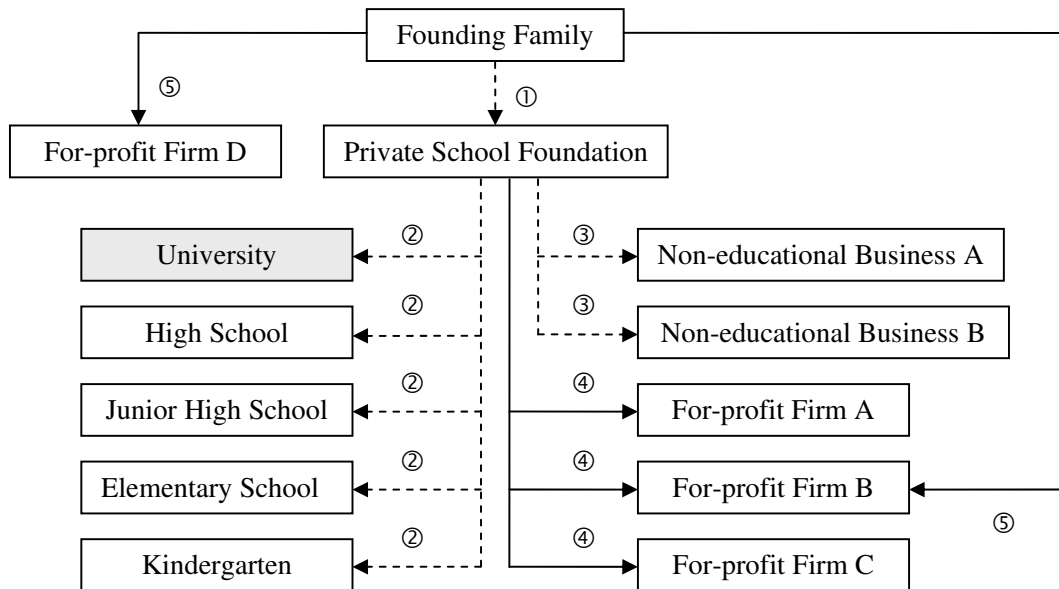 Founding Family
⑤
①
For-profit Firm D
Private School Foundation
②
③
University
Non-educational Business A
②
③
High School
Non-educational Business B
②
④
Junior High School
For-profit Firm A
②
④
Elementary School
For-profit Firm B
⑤
②
④
Kindergarten
For-profit Firm C